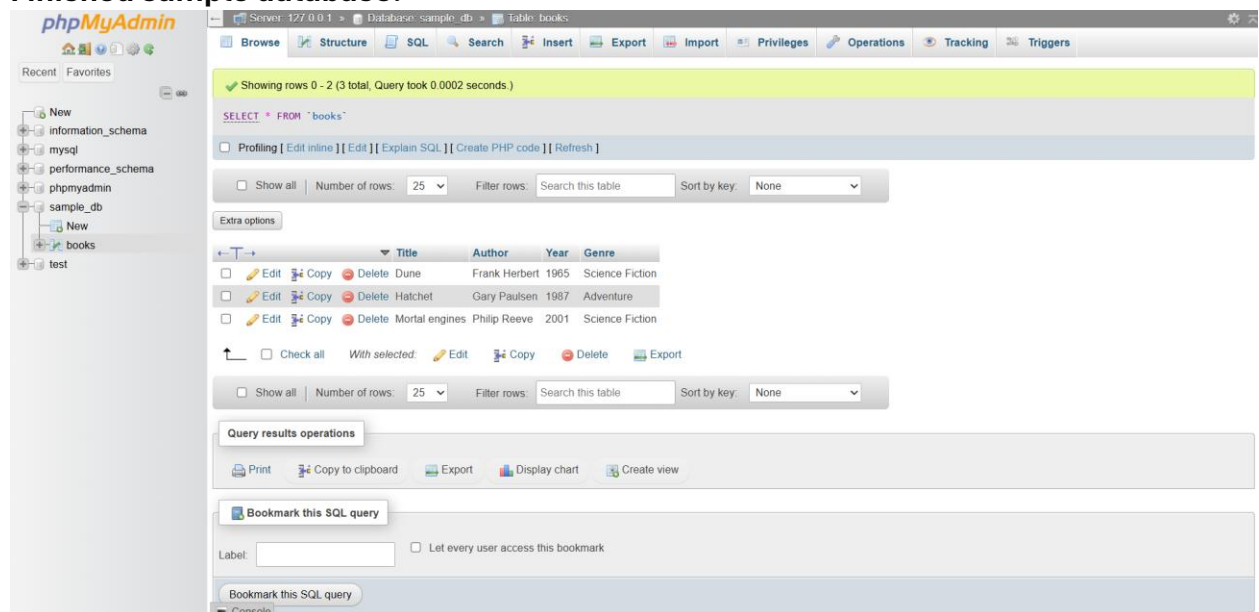 Finished sample database:
phpMyAdmin
Recent Favorites
New
information_schema
mysql
performance_schema
phpmyadmin
sample_db
New
books
test
Server: 127.0.0.1 » Database: sample_db » Table: books
Browse Structure SQL Search Insert Export Import Privileges Operations Tracking Triggers
Showing rows 0 - 2 (3 total, Query took 0.0002 seconds.)
SELECT * FROM `books`
Profiling [ Edit inline ] [ Edit ] [ Explain SQL ] [ Create PHP code ] [ Refresh ]
Show all | Number of rows: 25 Filter rows: Search this table Sort by key: None
Extra options
←T→ Title Author Year Genre
Edit Copy Delete Dune Frank Herbert 1965 Science Fiction
Edit Copy Delete Hatchet Gary Paulsen 1987 Adventure
Edit Copy Delete Mortal engines Philip Reeve 2001 Science Fiction
Check all With selected: Edit Copy Delete Export
Show all | Number of rows: 25 Filter rows: Search this table Sort by key: None
Query results operations
Print Copy to clipboard Export Display chart Create view
Bookmark this SQL query
Label: Let every user access this bookmark
Bookmark this SQL query
Console